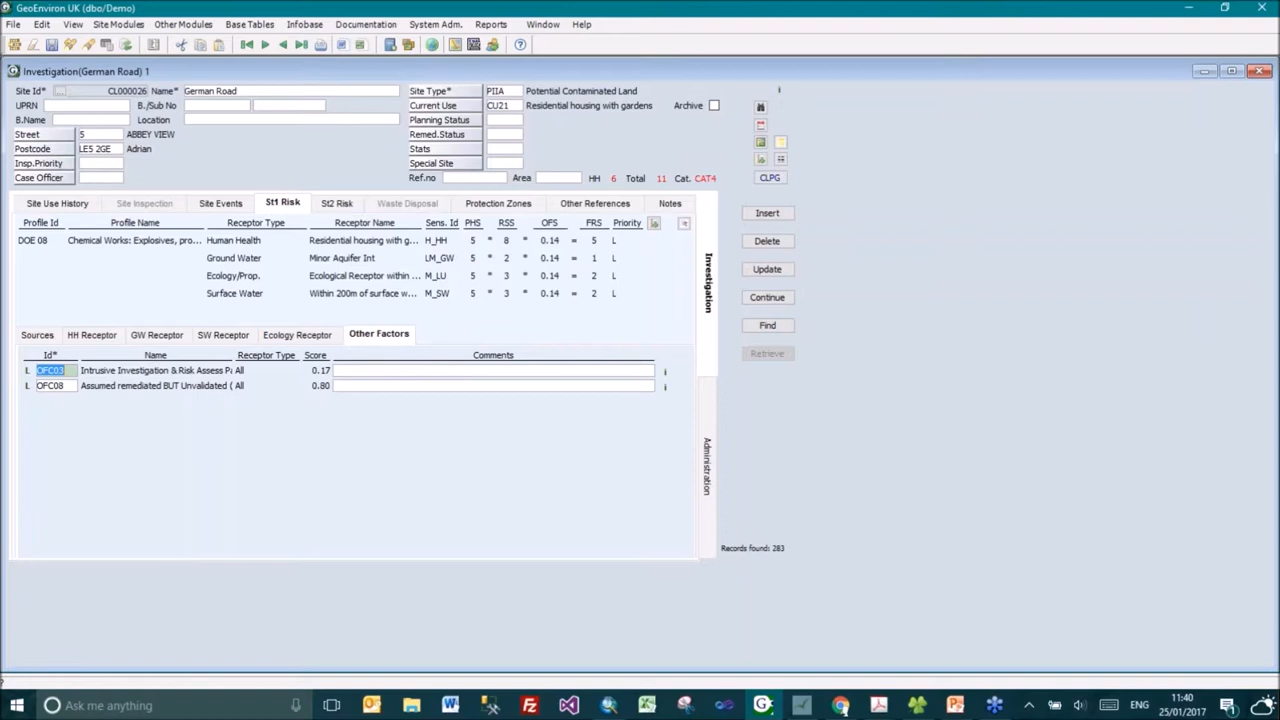 GeoEnviron UK (dbo/Demo)
File Edit View Site Modules Other Modules Base Tables Infobase Documentation System Adm. Reports Window Help
Investigation(German Road) 1
Site Id* ... CL000026 Name* German Road Site Type* PIIA Potential Contaminated Land
UPRN B./Sub No Current Use CU21 Residential housing with gardens Archive
B.Name Location Planning Status
Street 5 ABBEY VIEW Remed.Status
Postcode LE5 2GE Adrian Stats
Insp.Priority Special Site
Case Officer Ref.no Area HH 6 Total 11 Cat. CAT4 CLPG
Site Use History Site Inspection Site Events St1 Risk St2 Risk Waste Disposal Protection Zones Other References Notes
Profile Id Profile Name Receptor Type Receptor Name Sens. Id PHS RSS OFS FRS Priority
DOE 08 Chemical Works: Explosives, pro... Human Health Residential housing with g... H_HH 5 * 8 * 0.14 = 5 L
Ground Water Minor Aquifer Int LM_GW 5 * 2 * 0.14 = 1 L
Ecology/Prop. Ecological Receptor within ... M_LU 5 * 3 * 0.14 = 2 L
Surface Water Within 200m of surface w... M_SW 5 * 3 * 0.14 = 2 L
Sources HH Receptor GW Receptor SW Receptor Ecology Receptor Other Factors
Id* Name Receptor Type Score Comments
I. OFC03 Intrusive Investigation & Risk Assess Pa All 0.17 i
I. OFC08 Assumed remediated BUT Unvalidated ( All 0.80 i
Insert
Delete
Update
Continue
Find
Retrieve
Investigation
Administration
Records found: 283
?
Ask me anything
ENG
11:40
25/01/2017